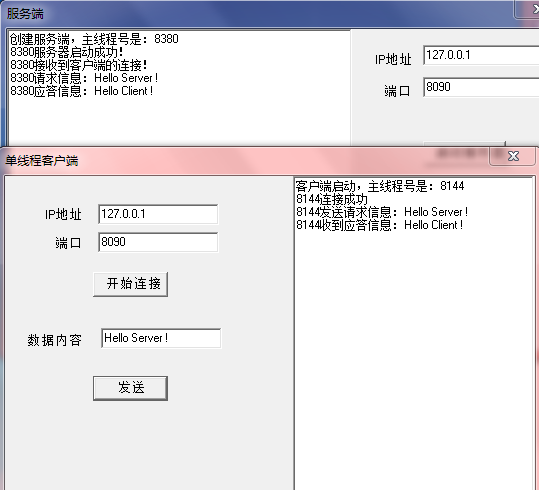 服务端
创建服务端，主线程号是：8380
8380服务器启动成功！
8380接收到客户端的连接！
8380请求信息：Hello Server !
8380应答信息：Hello Client !
IP地址
127.0.0.1
端口
8090
单线程客户端
IP地址
127.0.0.1
端口
8090
开始连接
数据内容
Hello Server !
发送
客户端启动，主线程号是：8144
8144连接成功
8144发送请求信息：Hello Server !
8144收到应答信息：Hello Client !